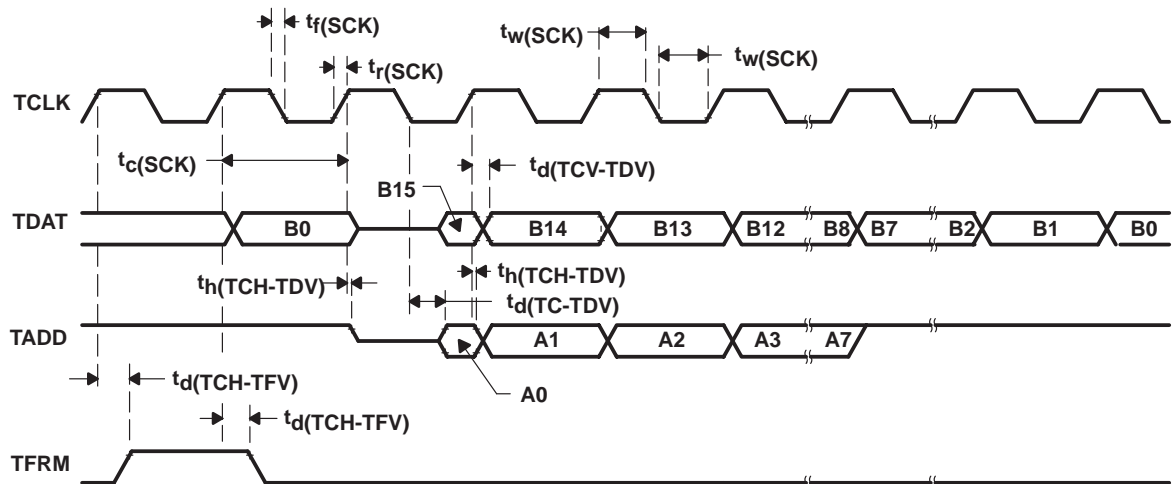 tf(SCK)
tw(SCK)
tw(SCK)
tr(SCK)
TCLK
tc(SCK)
td(TCV-TDV)
B15
TDAT
B0
B14
B13
B12
B8
B7
B2
B1
B0
th(TCH-TDV)
th(TCH-TDV)
td(TC-TDV)
TADD
A1
A2
A3
A7
td(TCH-TFV)
A0
td(TCH-TFV)
TFRM